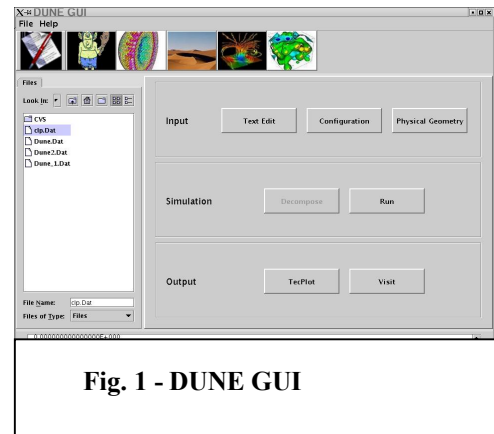 DUNE GUI
File Help
Files
Look In:
CVS
cip.Dat
Dune.Dat
Dune2.Dat
Dune_1.Dat
File Name: cip.Dat
Files of Type: Files
Input Text Edit Configuration Physical Geometry
Simulation Decompose Run
Output TecPlot Visit
Fig. 1 - DUNE GUI